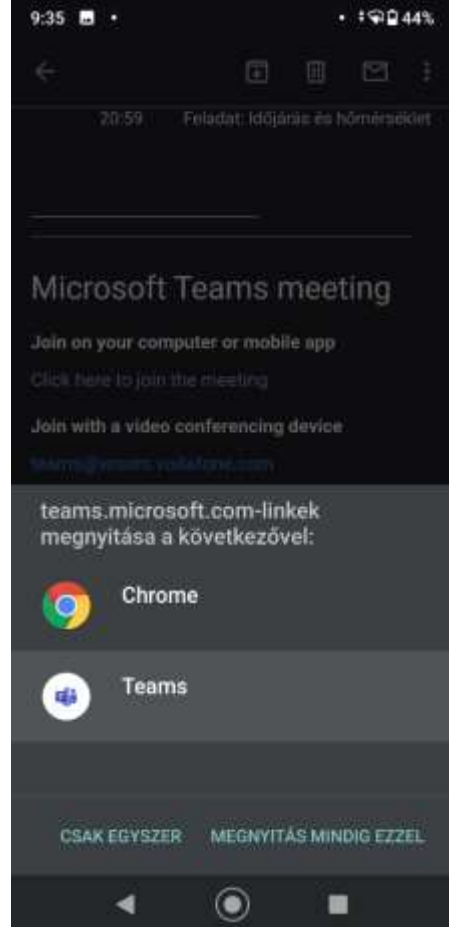 9:35
44%
20:59 Feladat: Időjárás és hőmérséklet
Microsoft Teams meeting
Join on your computer or mobile app
Click here to join the meeting
Join with a video conferencing device
teams.microsoft.com-linkek
megnyitása a következővel:
Chrome
Teams
CSAK EGYSZER MEGNYITÁS MINDIG EZZEL